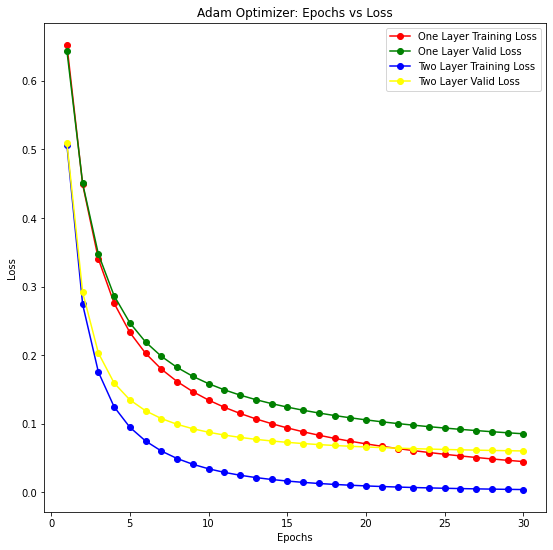 Adam Optimizer: Epochs vs Loss
One Layer Training Loss
One Layer Valid Loss
Two Layer Training Loss
Two Layer Valid Loss
Loss
0.6
0.5
0.4
0.3
0.2
0.1
0.0
0 5 10 15 20 25 30
Epochs